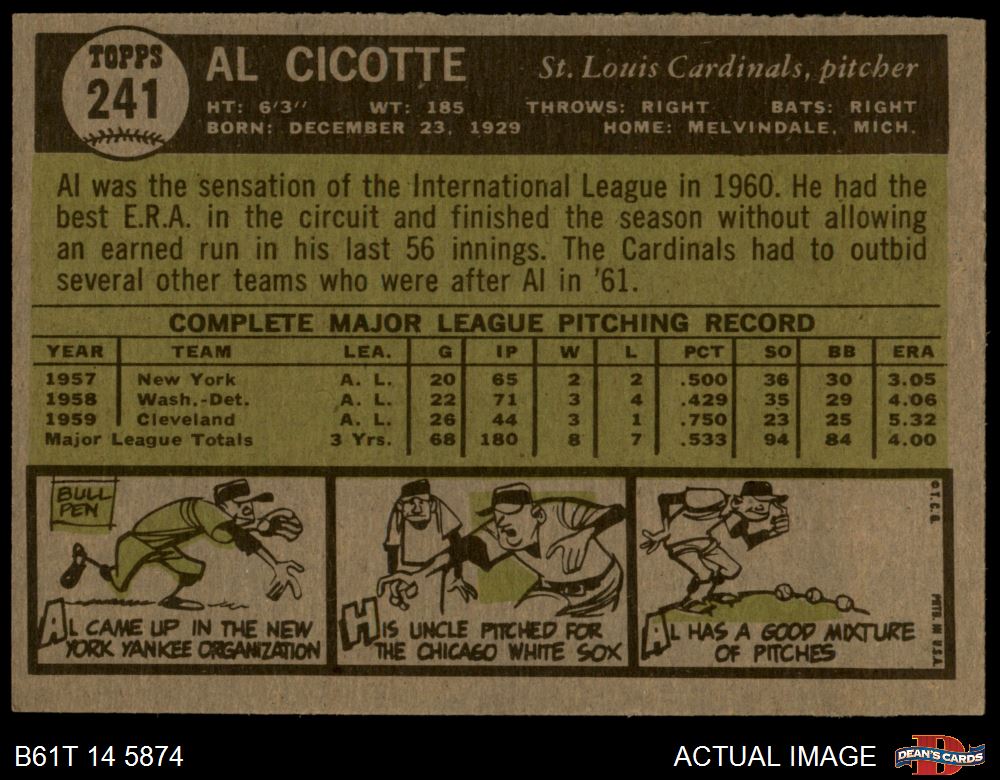 TOPPS
241
AL CICOTTE
St. Louis Cardinals, pitcher
HT: 6'3" WT: 185 THROWS: RIGHT BATS: RIGHT
BORN: DECEMBER 23, 1929 HOME: MELVINDALE, MICH.
Al was the sensation of the International League in 1960. He had the
best E.R.A. in the circuit and finished the season without allowing
an earned run in his last 56 innings. The Cardinals had to outbid
several other teams who were after Al in '61.
COMPLETE MAJOR LEAGUE PITCHING RECORD
YEAR TEAM LEA. G IP W L PCT SO BB ERA
1957 New York A. L. 20 65 2 2 .500 36 30 3.05
1958 Wash.-Det. A. L. 22 71 3 4 .429 35 29 4.06
1959 Cleveland A. L. 26 44 3 1 .750 23 25 5.32
Major League Totals 3 Yrs. 68 180 8 7 .533 94 84 4.00
BULL
PEN
AL CAME UP IN THE NEW
YORK YANKEE ORGANIZATION
HIS UNCLE PITCHED FOR
THE CHICAGO WHITE SOX
AL HAS A GOOD MIXTURE
OF PITCHES
© T. C. G.
PRTD. IN U.S.A.
B61T 14 5874
ACTUAL IMAGE
DEAN'S CARDS